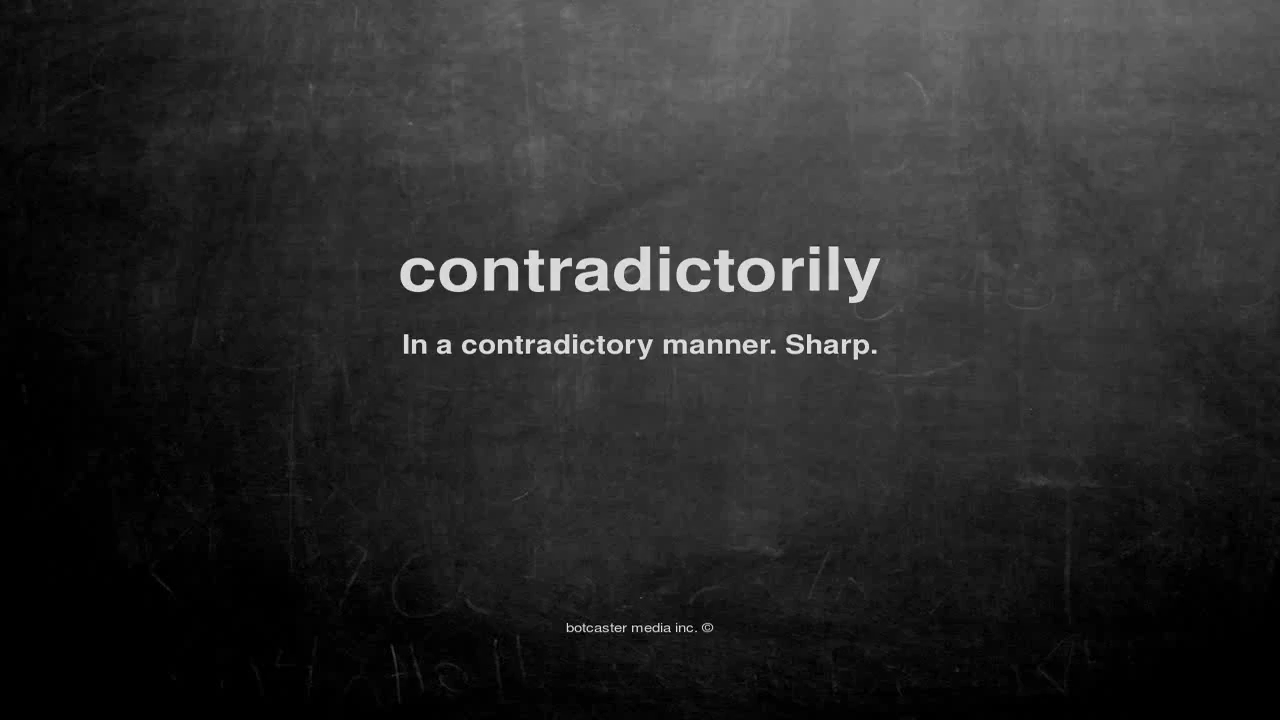 contradictorily
In a contradictory manner. Sharp.
botcaster media inc. ©